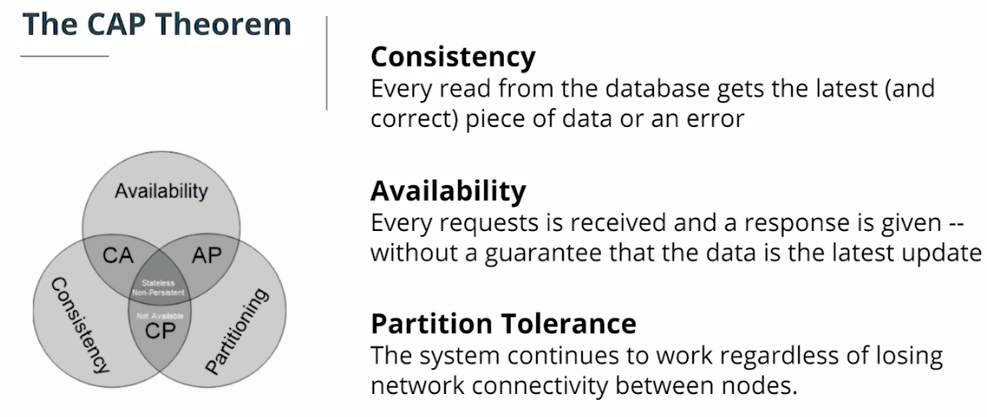 The CAP Theorem
Consistency
Every read from the database gets the latest (and
correct) piece of data or an error
Availability
Every requests is received and a response is given --
without a guarantee that the data is the latest update
Partition Tolerance
The system continues to work regardless of losing
network connectivity between nodes.
Availability
CA
AP
Stateless
Non-Persistent
Not Available
CP
Consistency
Partitioning